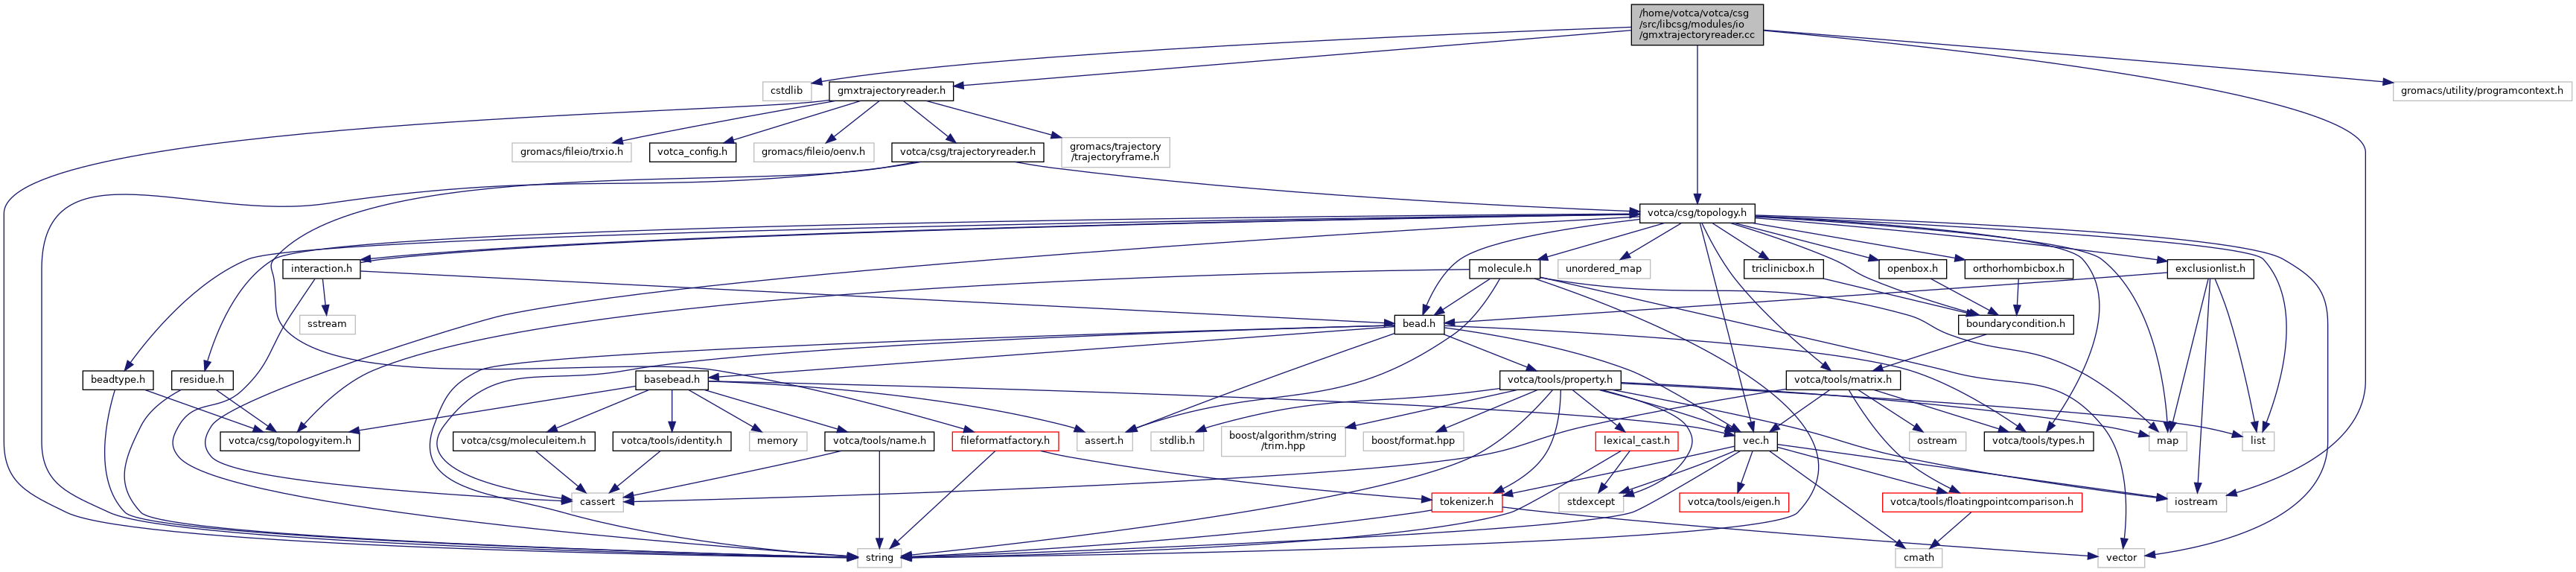 /home/votca/votca/csg
/src/libcsg/modules/io
/gmxtrajectoryreader.cc
cstdlib
gmxtrajectoryreader.h
gromacs/utility/programcontext.h
gromacs/fileio/trxio.h
votca_config.h
gromacs/fileio/oenv.h
votca/csg/trajectoryreader.h
gromacs/trajectory
/trajectoryframe.h
votca/csg/topology.h
interaction.h
molecule.h
unordered_map
triclinicbox.h
openbox.h
orthorhombicbox.h
exclusionlist.h
sstream
bead.h
boundarycondition.h
beadtype.h
residue.h
basebead.h
votca/tools/property.h
votca/tools/matrix.h
votca/csg/topologyitem.h
votca/csg/moleculeitem.h
votca/tools/identity.h
memory
votca/tools/name.h
fileformatfactory.h
assert.h
stdlib.h
boost/algorithm/string
/trim.hpp
boost/format.hpp
lexical_cast.h
vec.h
ostream
votca/tools/types.h
map
list
cassert
tokenizer.h
stdexcept
votca/tools/eigen.h
votca/tools/floatingpointcomparison.h
iostream
string
cmath
vector